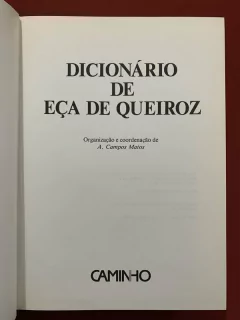 DICIONÁRIO
DE
EÇA DE QUEIROZ
Organização e coordenação de
A. Campos Matos
CAMINHO